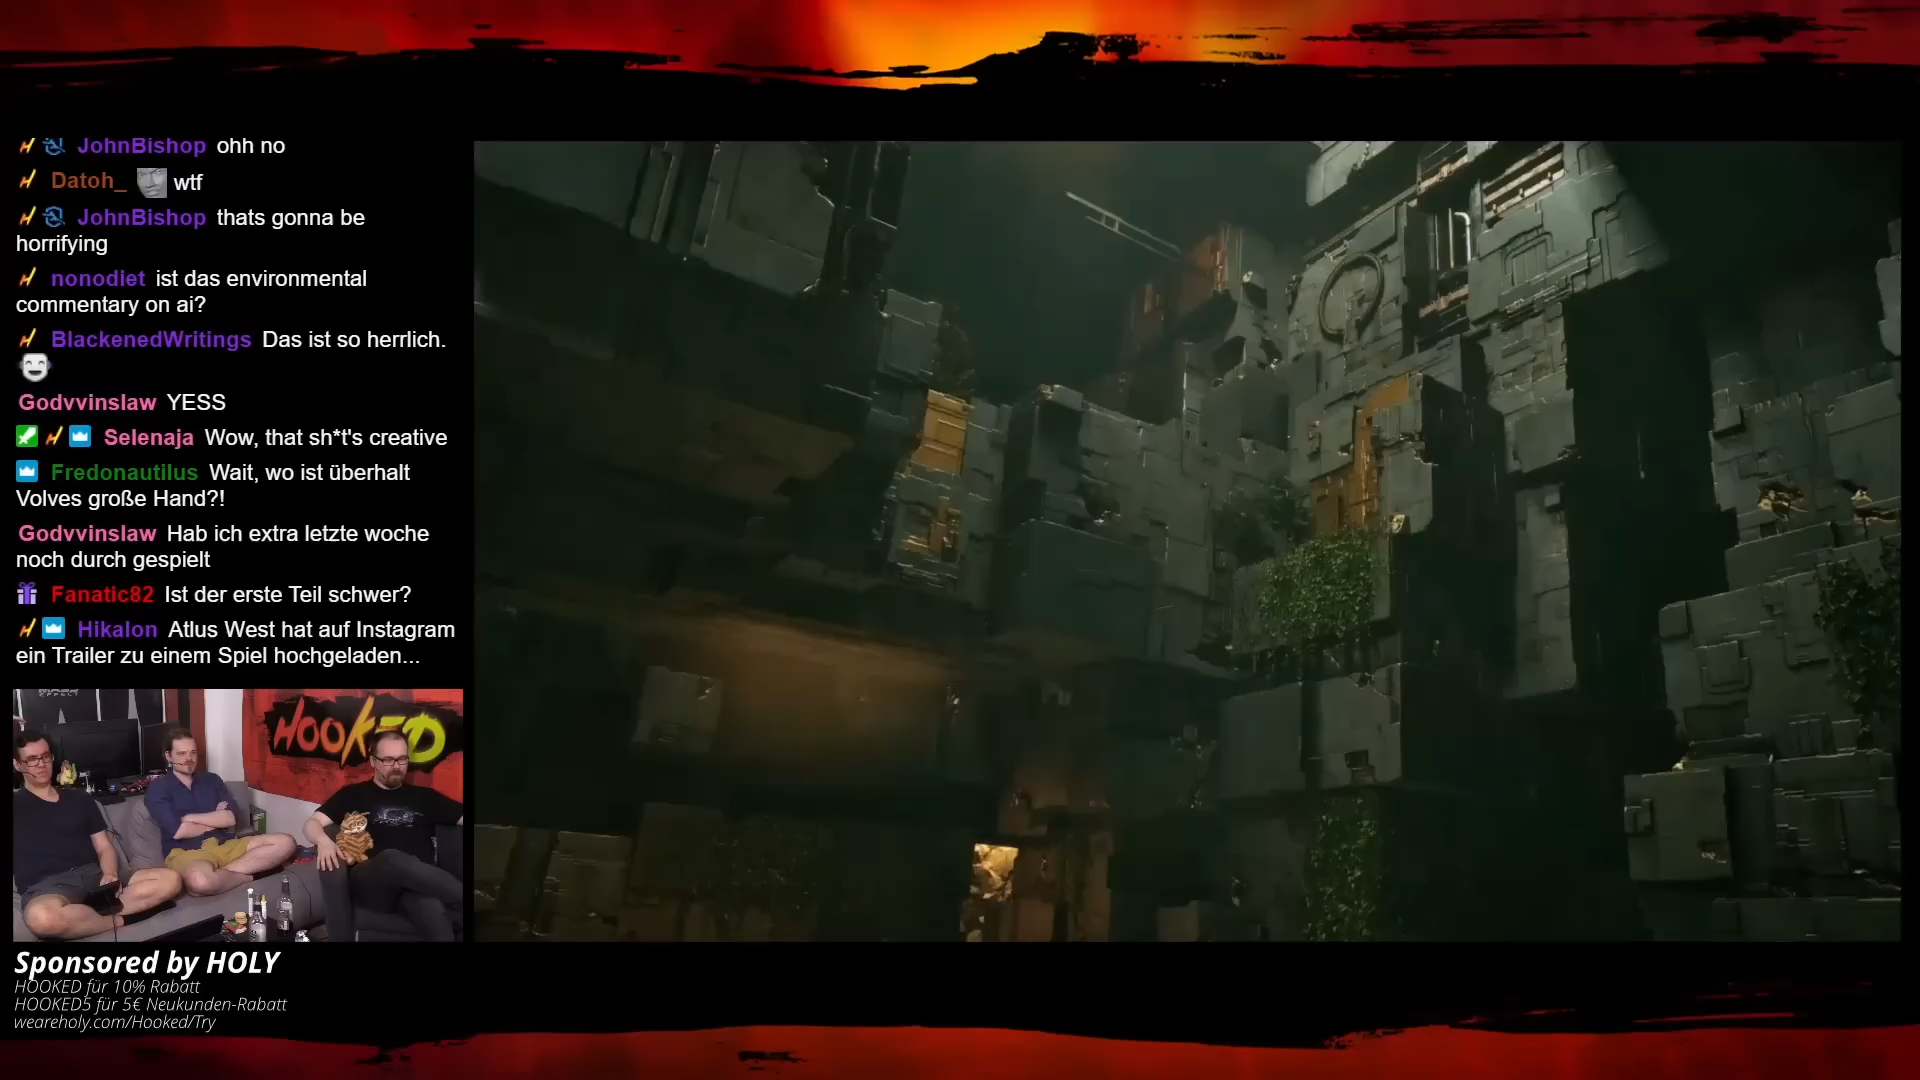 JohnBishop ohh no
Datoh_ wtf
JohnBishop thats gonna be
horrifying
nonodiet ist das environmental
commentary on ai?
BlackenedWritings Das ist so herrlich.
Godvvinslaw YESS
Selenaja Wow, that sh*t's creative
Fredonautilus Wait, wo ist überhalt
Volves große Hand?!
Godvvinslaw Hab ich extra letzte woche
noch durch gespielt
Fanatic82 Ist der erste Teil schwer?
Hikalon Atlus West hat auf Instagram
ein Trailer zu einem Spiel hochgeladen...
HOOKED
Sponsored by HOLY
HOOKED für 10% Rabatt
HOOKED5 für 5€ Neukunden-Rabatt
weareholy.com/Hooked/Try